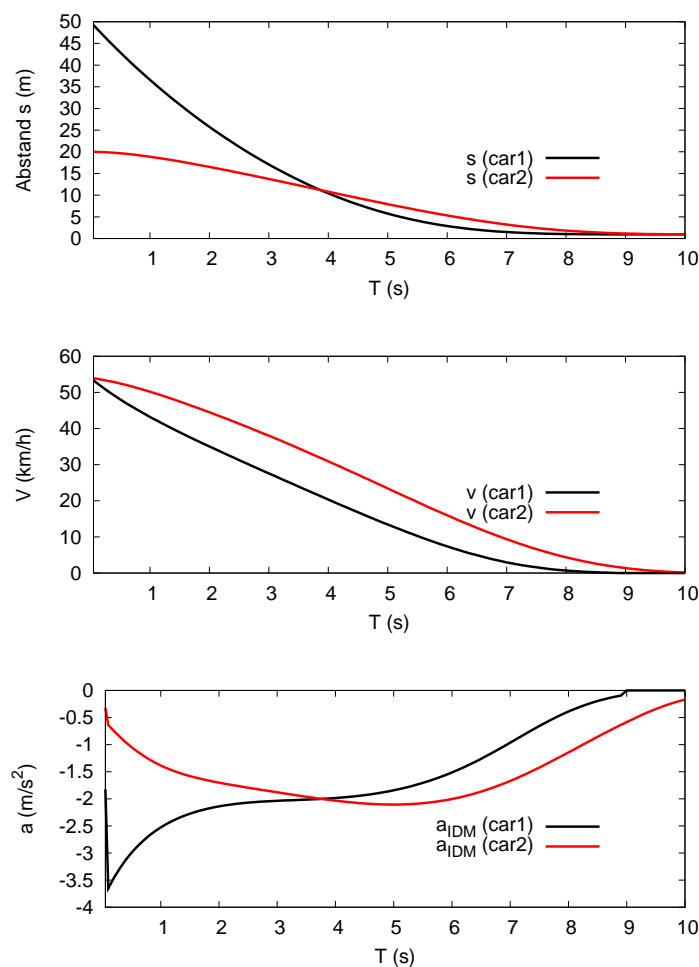 50
45
40
35
30
25
20
15
10
5
0
Abstand s (m)
s (car1)
s (car2)
1 2 3 4 5 6 7 8 9 10
T (s)
60
50
40
30
20
10
0
V (km/h)
v (car1)
v (car2)
1 2 3 4 5 6 7 8 9 10
T (s)
0
-0.5
-1
-1.5
-2
-2.5
-3
-3.5
-4
a (m/s²)
a_IDM (car1)
a_IDM (car2)
1 2 3 4 5 6 7 8 9 10
T (s)